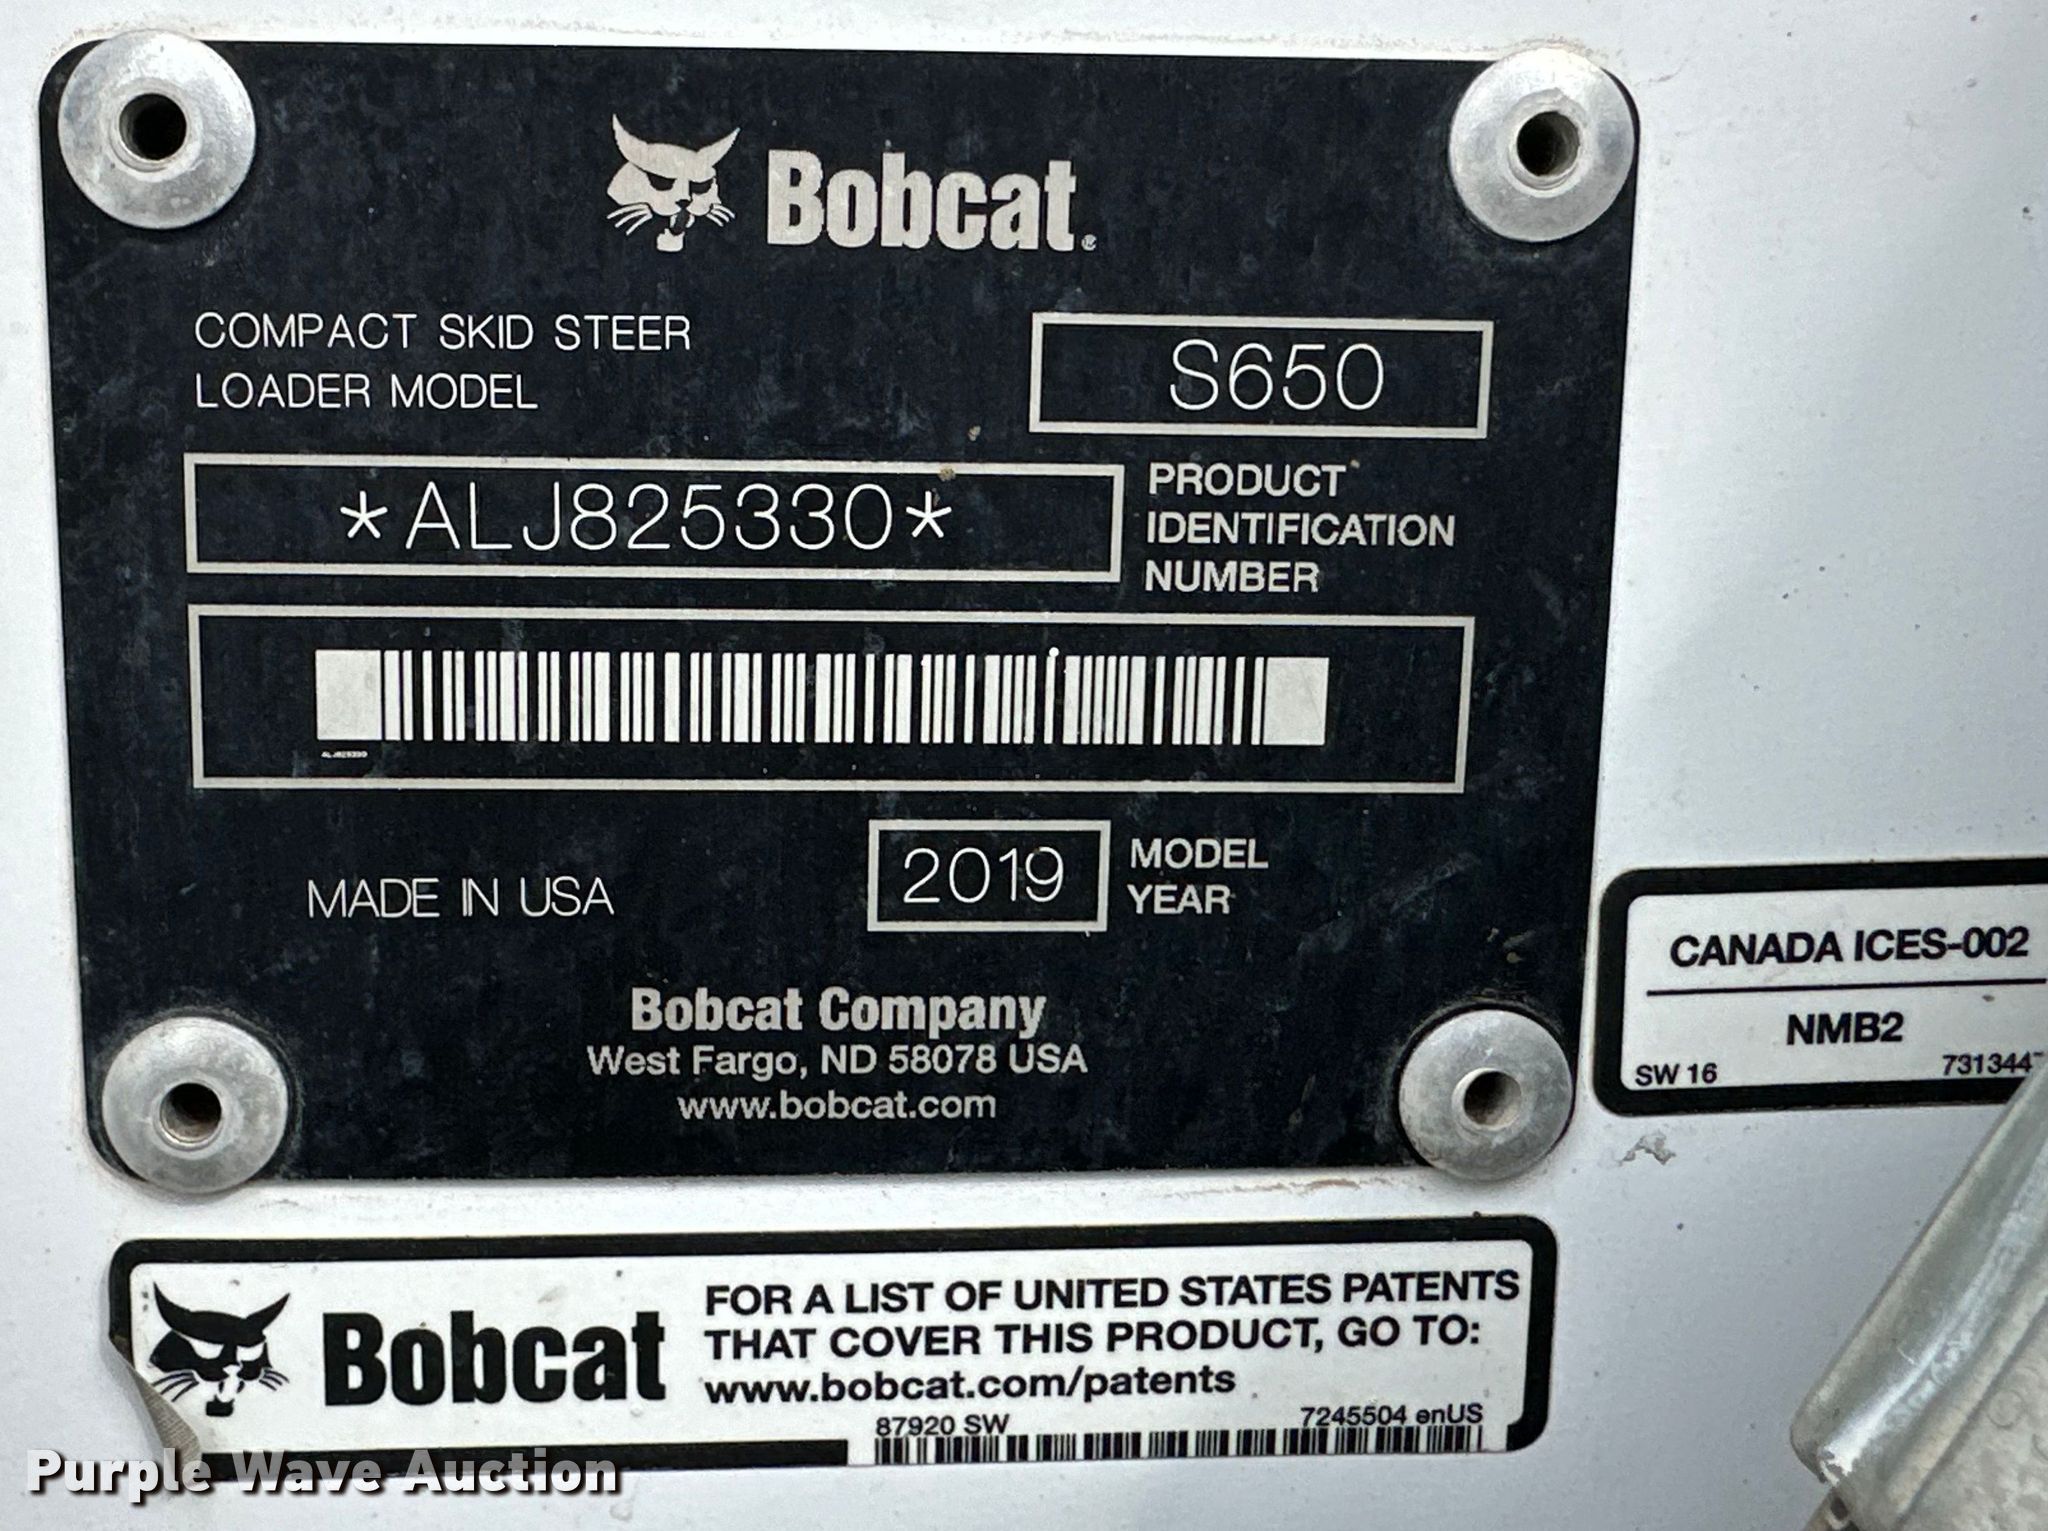 Bobcat®
COMPACT SKID STEER
LOADER MODEL
S650
*ALJ825330*
PRODUCT
IDENTIFICATION
NUMBER
ALJ825330
MADE IN USA
2019
MODEL
YEAR
Bobcat Company
West Fargo, ND 58078 USA
www.bobcat.com
CANADA ICES-002
NMB2
SW 16
Bobcat
FOR A LIST OF UNITED STATES PATENTS
THAT COVER THIS PRODUCT, GO TO:
www.bobcat.com/patents
87920 SW
7245504 enUS
Purple Wave Auction